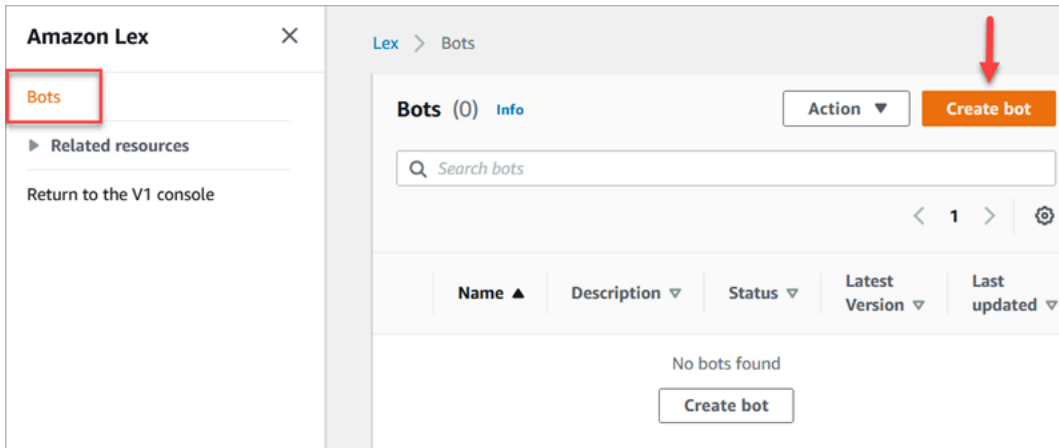 Amazon Lex
Bots
Related resources
Return to the V1 console
Lex > Bots
Bots (0) Info
Action
Create bot
Search bots
1
Name
Description
Status
Latest
Version
Last
updated
No bots found
Create bot